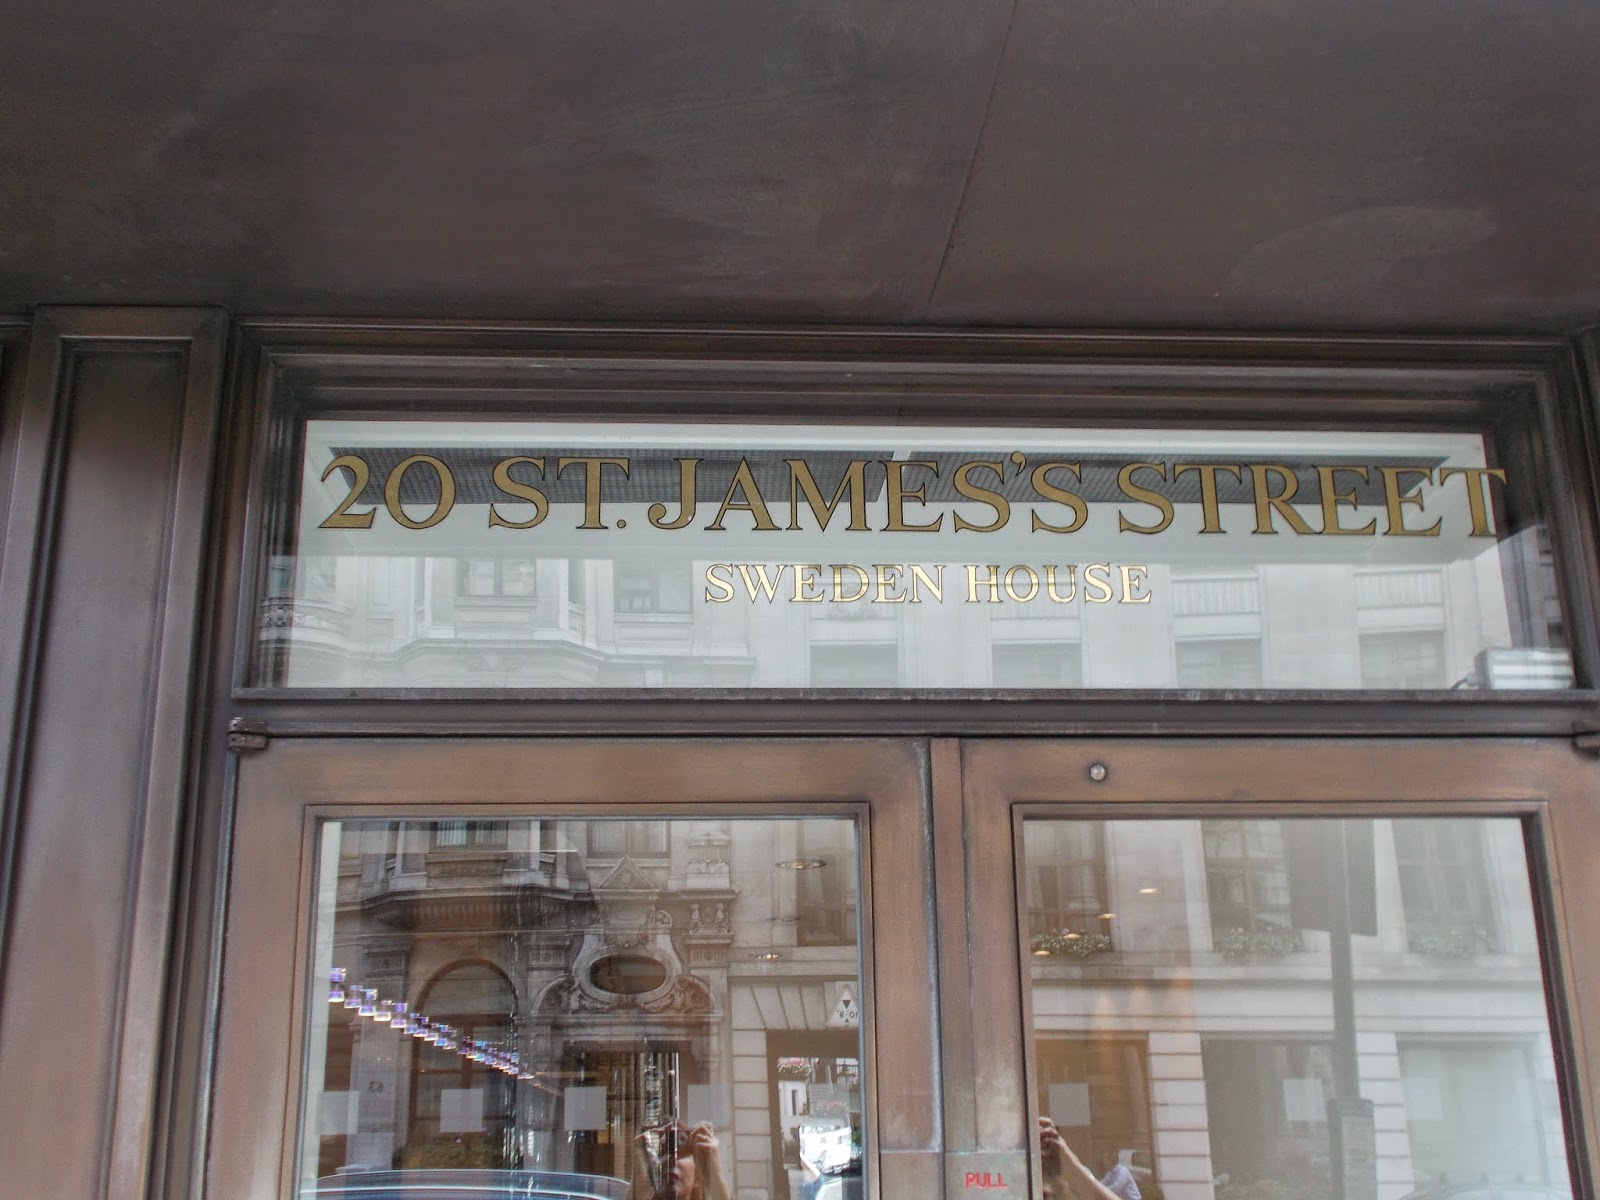 20 ST. JAMES'S STREET
SWEDEN HOUSE
PULL